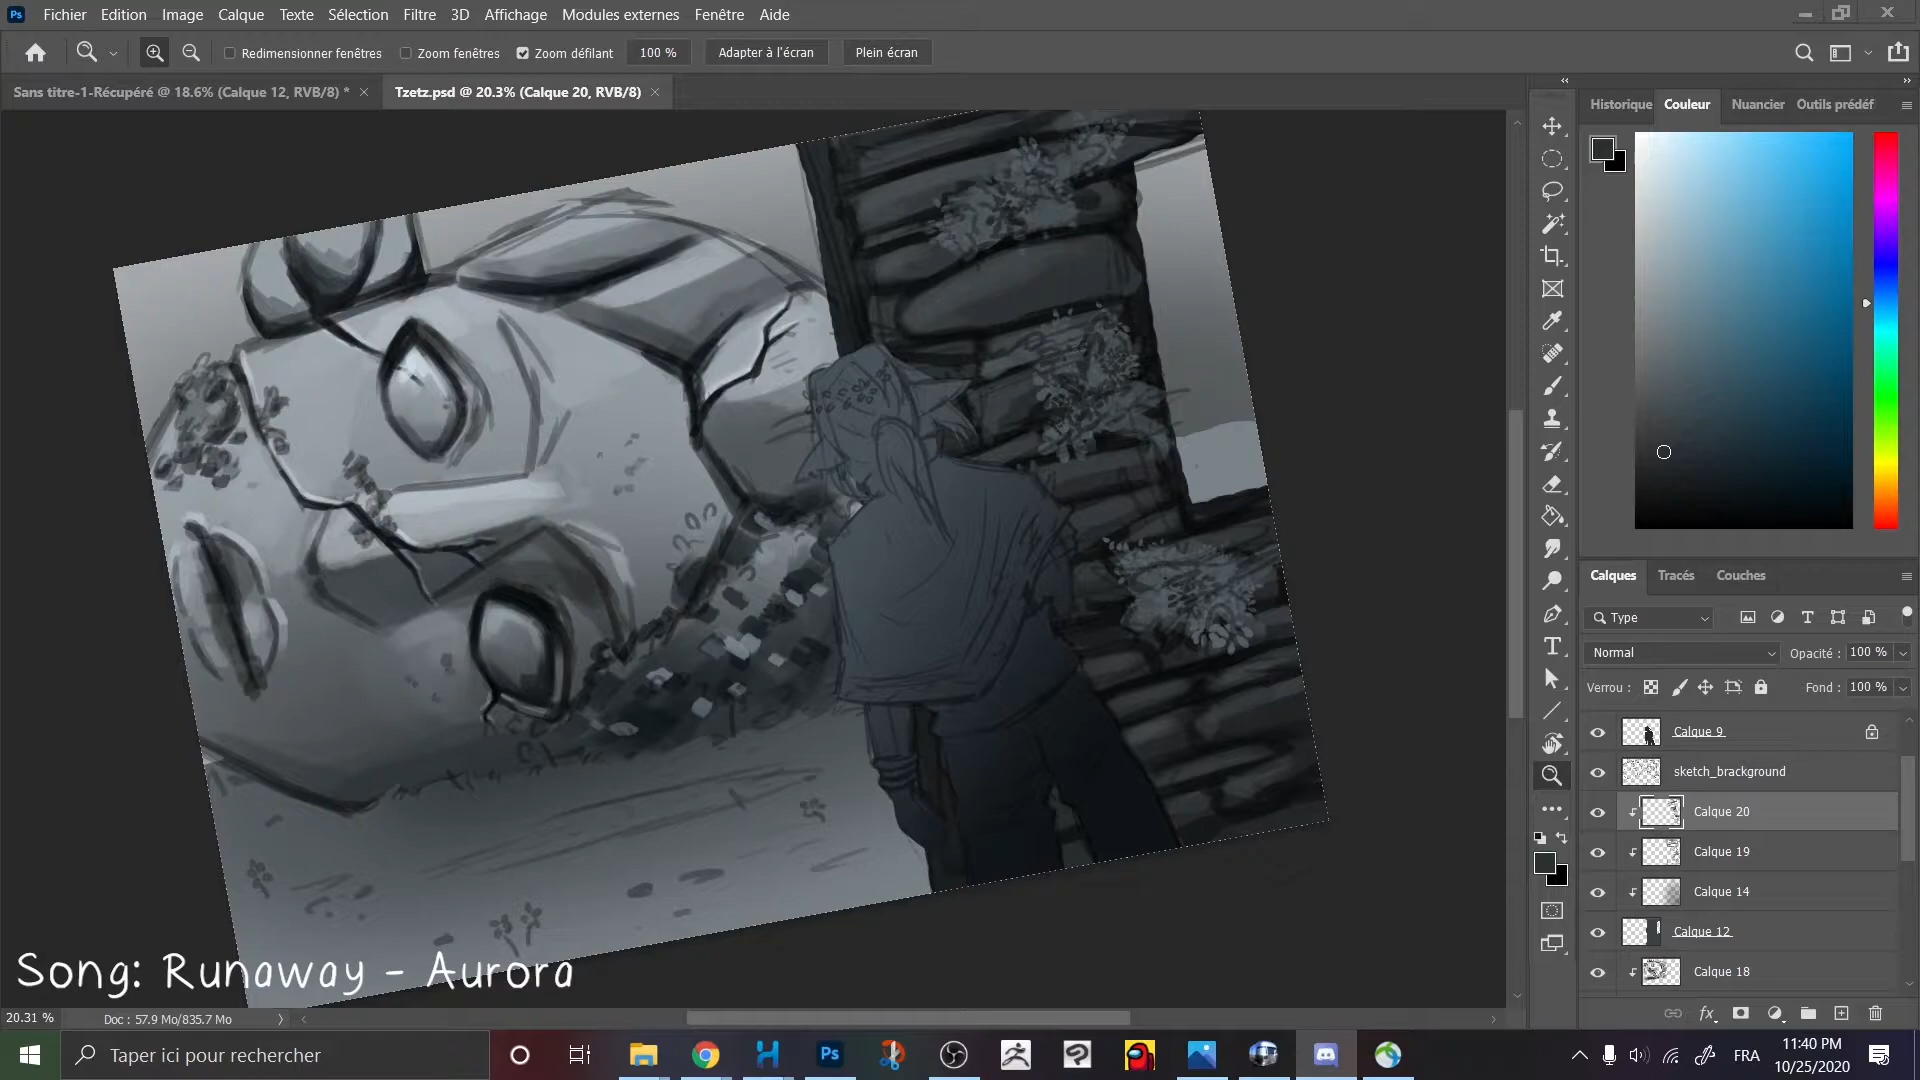 Ps Fichier Edition Image Calque Texte Sélection Filtre 3D Affichage Modules externes Fenêtre Aide
Redimensionner fenêtres Zoom fenêtres Zoom défilant 100 % Adapter à l'écran Plein écran
Sans titre-1-Récupéré @ 18.6% (Calque 12, RVB/8) * Tzetz.psd @ 20.3% (Calque 20, RVB/8)
Historique Couleur Nuancier Outils prédéf
Calques Tracés Couches
Type
Normal Opacité : 100 %
Verrou : Fond : 100 %
Calque 9
sketch_brackground
Calque 20
Calque 19
Calque 14
Calque 12
Calque 18
Song: Runaway - Aurora
20.31 % Doc : 57.9 Mo/835.7 Mo
fx
Taper ici pour rechercher
Ps
FRA
11:40 PM
10/25/2020